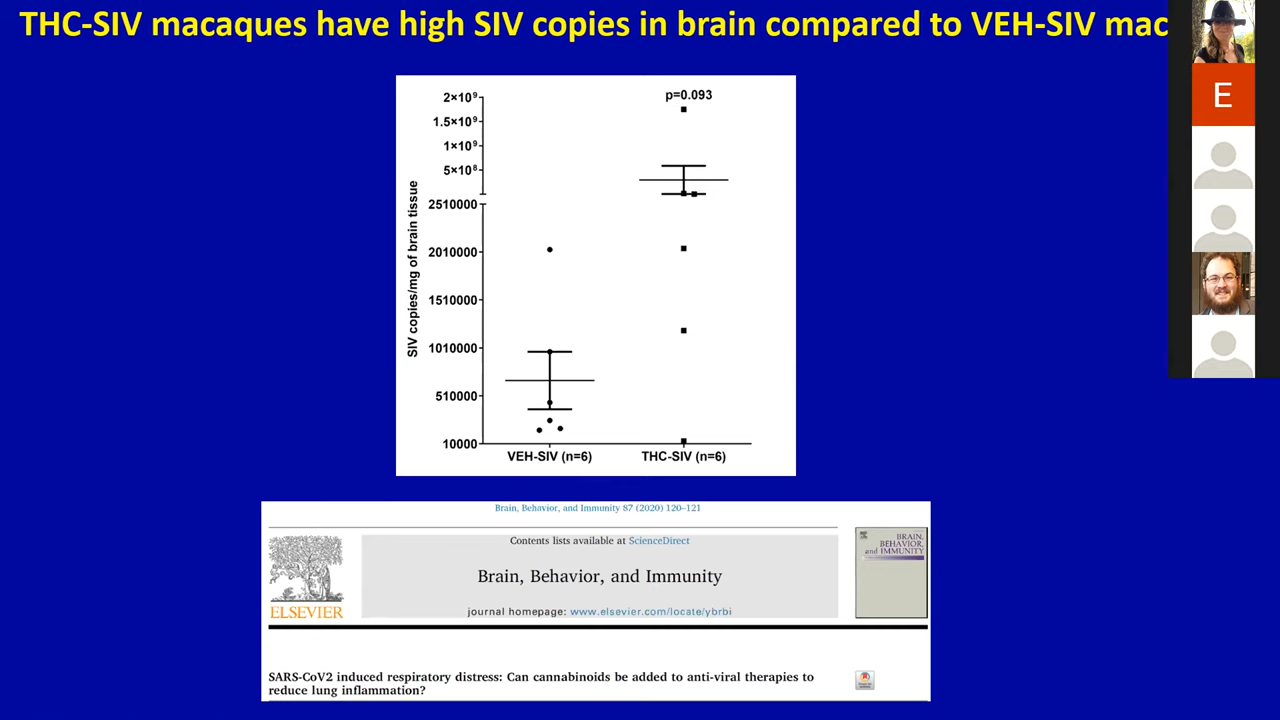 THC-SIV macaques have high SIV copies in brain compared to VEH-SIV mac
E
p=0.093
2×10⁹
1.5×10⁹
1×10⁹
5×10⁸
2510000
2010000
1510000
1010000
510000
10000
SIV copies/mg of brain tissue
VEH-SIV (n=6)
THC-SIV (n=6)
Brain, Behavior, and Immunity 87 (2020) 120–121
Contents lists available at ScienceDirect
Brain, Behavior, and Immunity
journal homepage: www.elsevier.com/locate/ybrbi
ELSEVIER
BRAIN,
BEHAVIOR,
and IMMUNITY
SARS-CoV2 induced respiratory distress: Can cannabinoids be added to anti-viral therapies to
reduce lung inflammation?